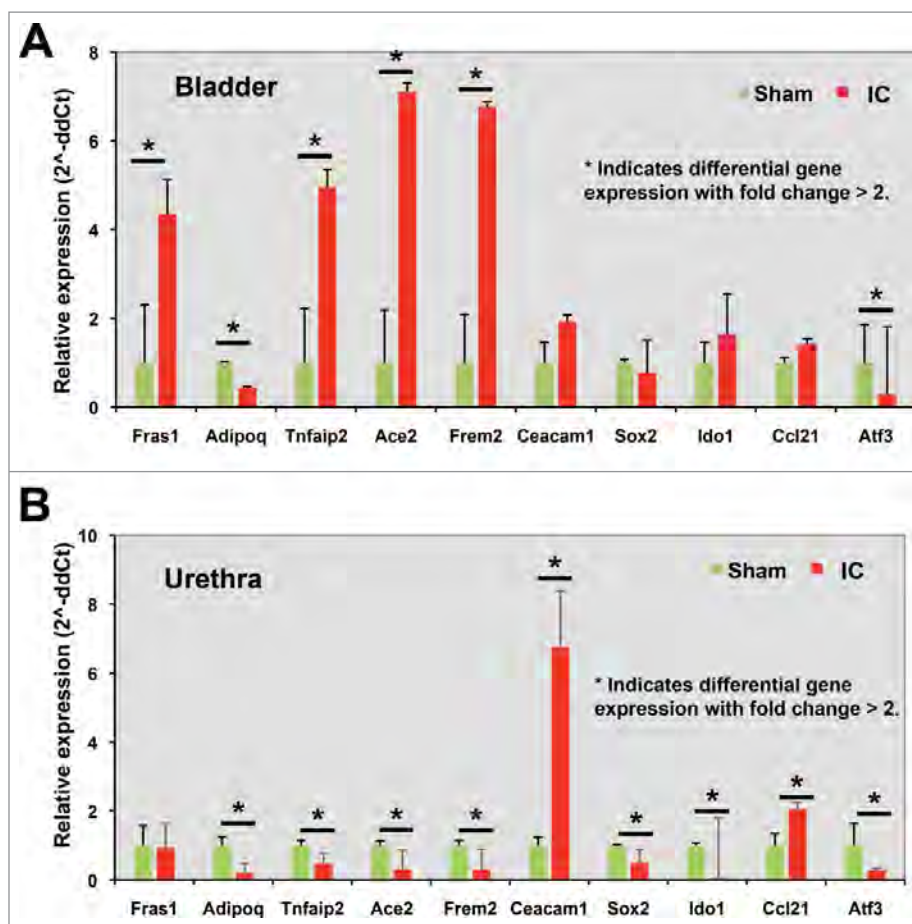 A
Bladder
Sham IC
* Indicates differential gene
expression with fold change > 2.
Relative expression (2^-ddCt)
8
6
4
2
0
* * * * * *
Fras1 Adipoq Tnfaip2 Ace2 Frem2 Ceacam1 Sox2 Ido1 Ccl21 Atf3
B
Urethra
Sham IC
* Indicates differential gene
expression with fold change > 2.
Relative expression (2^-ddCt)
10
8
6
4
2
0
* * * * * * * * *
Fras1 Adipoq Tnfaip2 Ace2 Frem2 Ceacam1 Sox2 Ido1 Ccl21 Atf3